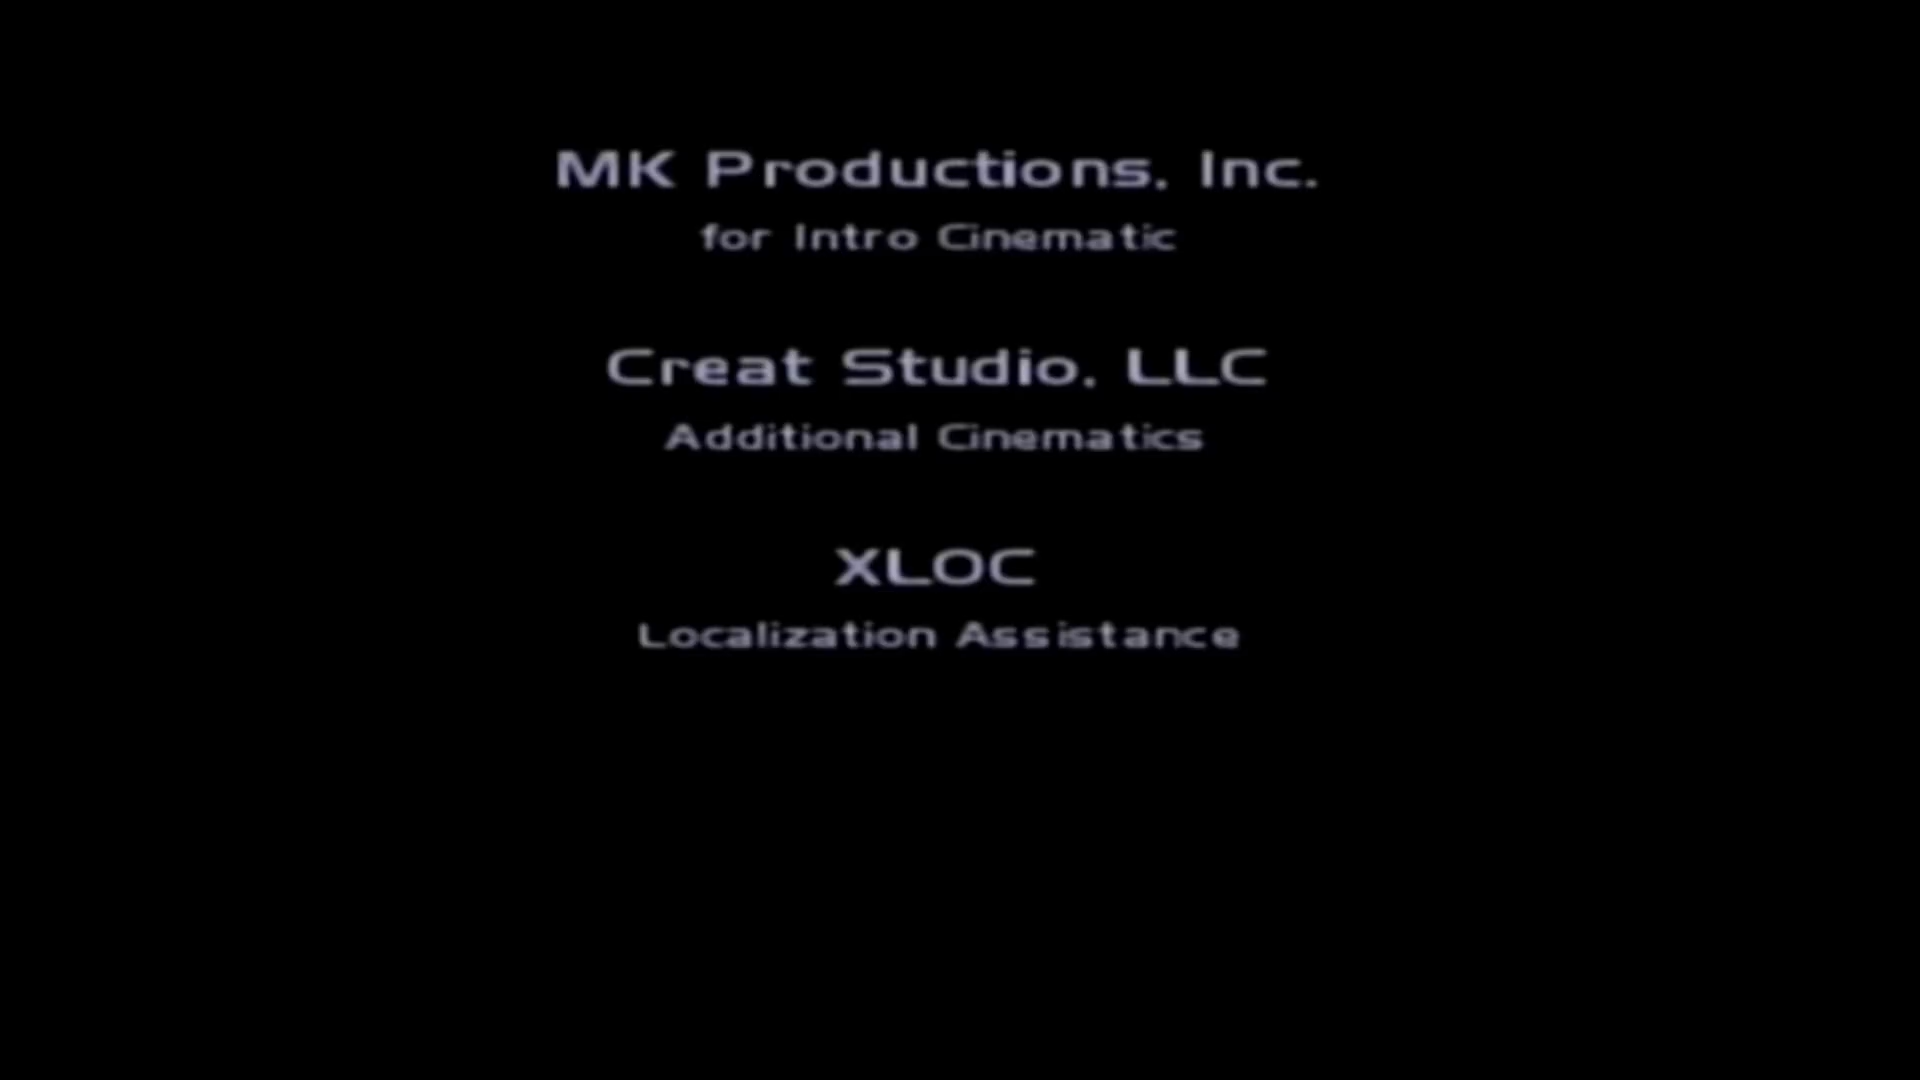 MK Productions, Inc.
for Intro Cinematic
Creat Studio, LLC
Additional Cinematics
XLOC
Localization Assistance